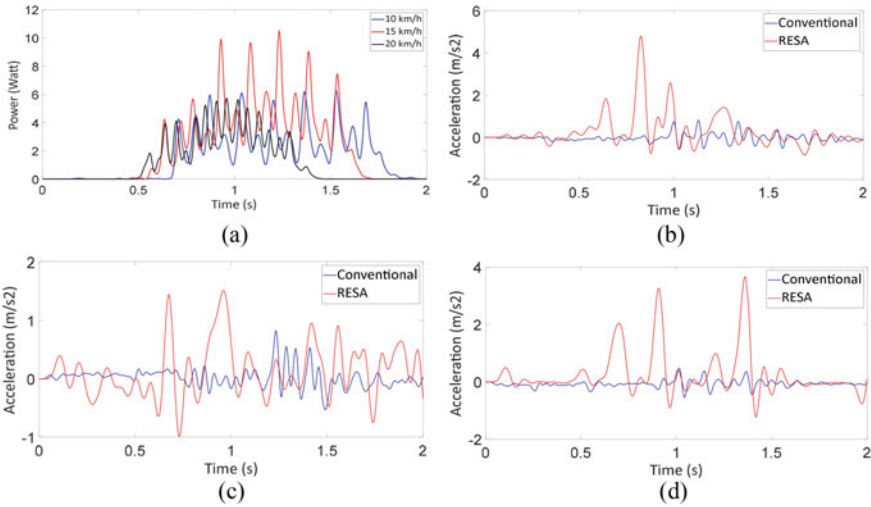 12
10
8
6
4
2
0
Power (Watt)
10 km/h
15 km/h
20 km/h
0 0.5 1 1.5 2
Time (s)
(a)
6
4
2
0
-2
Acceleration (m/s2)
Conventional
RESA
0 0.5 1 1.5 2
Time (s)
(b)
2
1
0
-1
Acceleration (m/s2)
Conventional
RESA
0 0.5 1 1.5 2
Time (s)
(c)
4
2
0
-2
Acceleration (m/s2)
Conventional
RESA
0 0.5 1 1.5 2
Time (s)
(d)